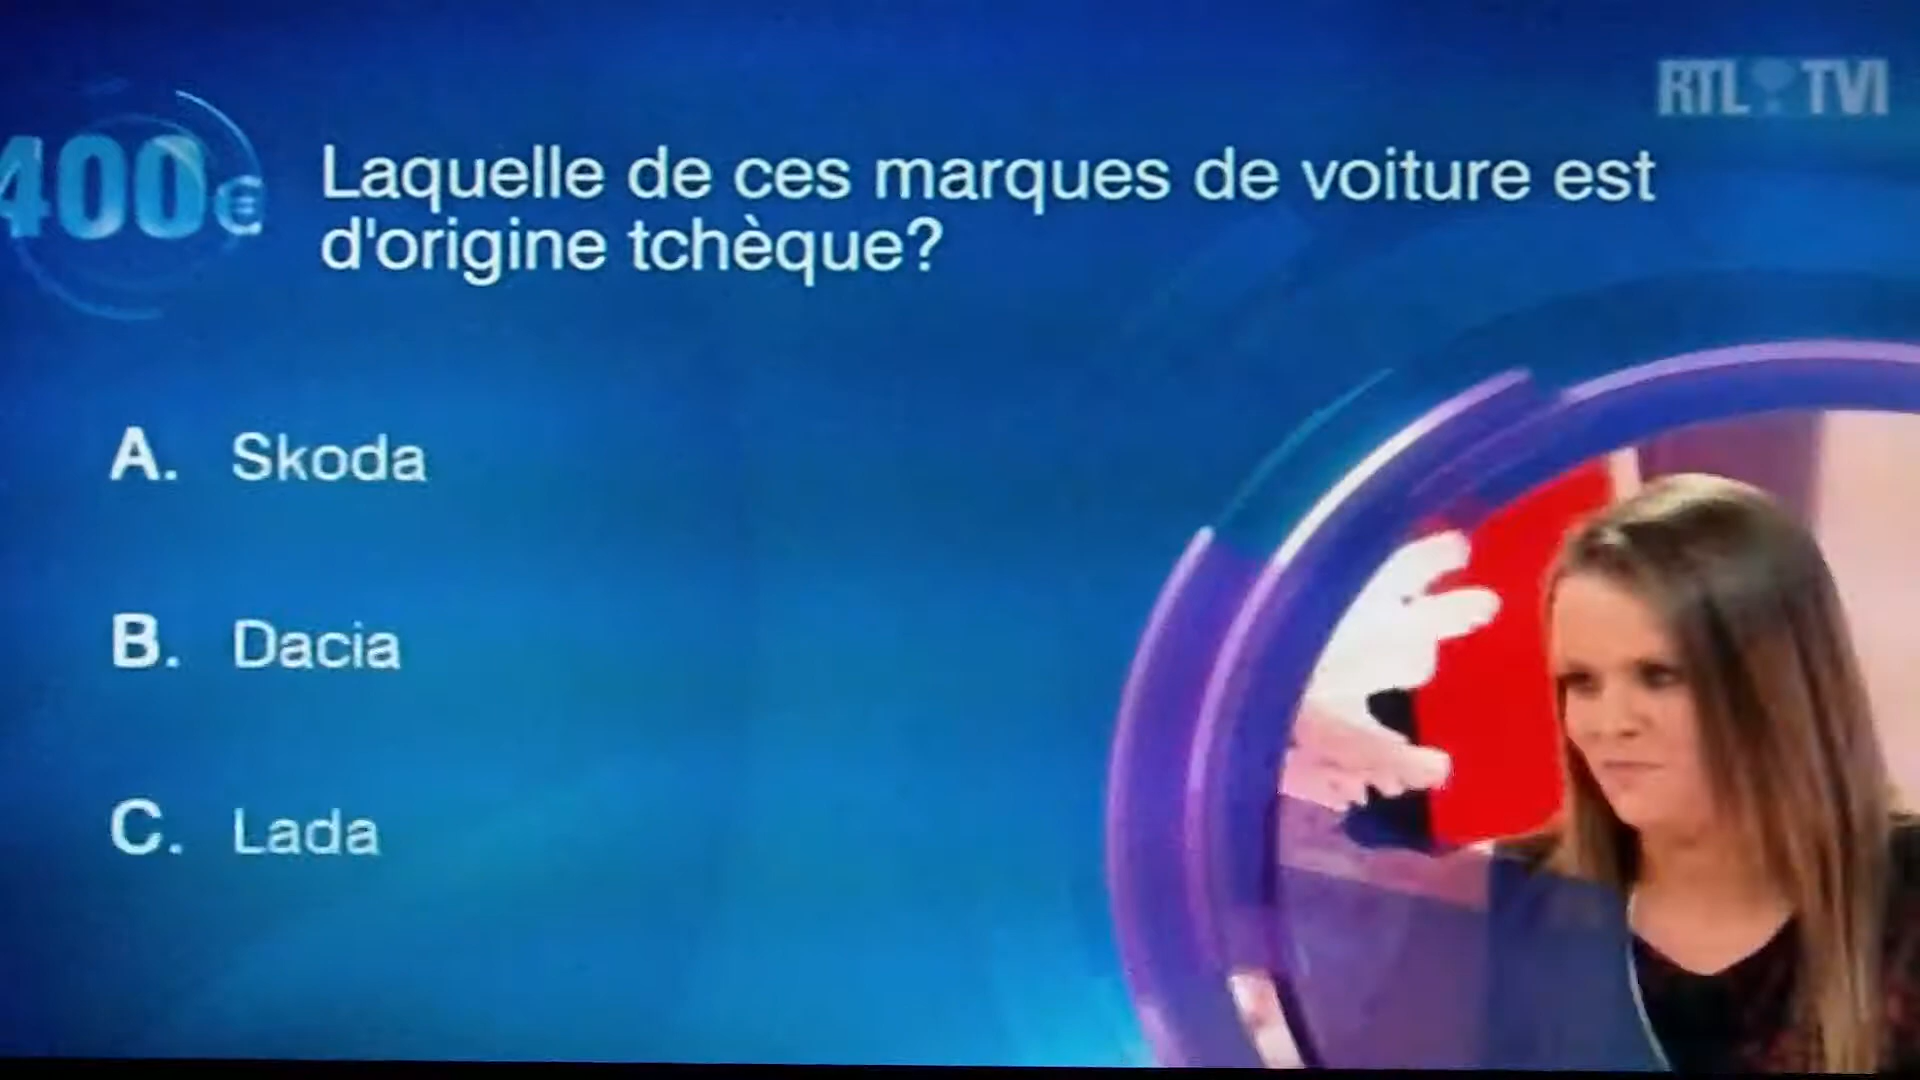 RTL TVI
400€
Laquelle de ces marques de voiture est
d'origine tchèque?
A. Skoda
B. Dacia
C. Lada